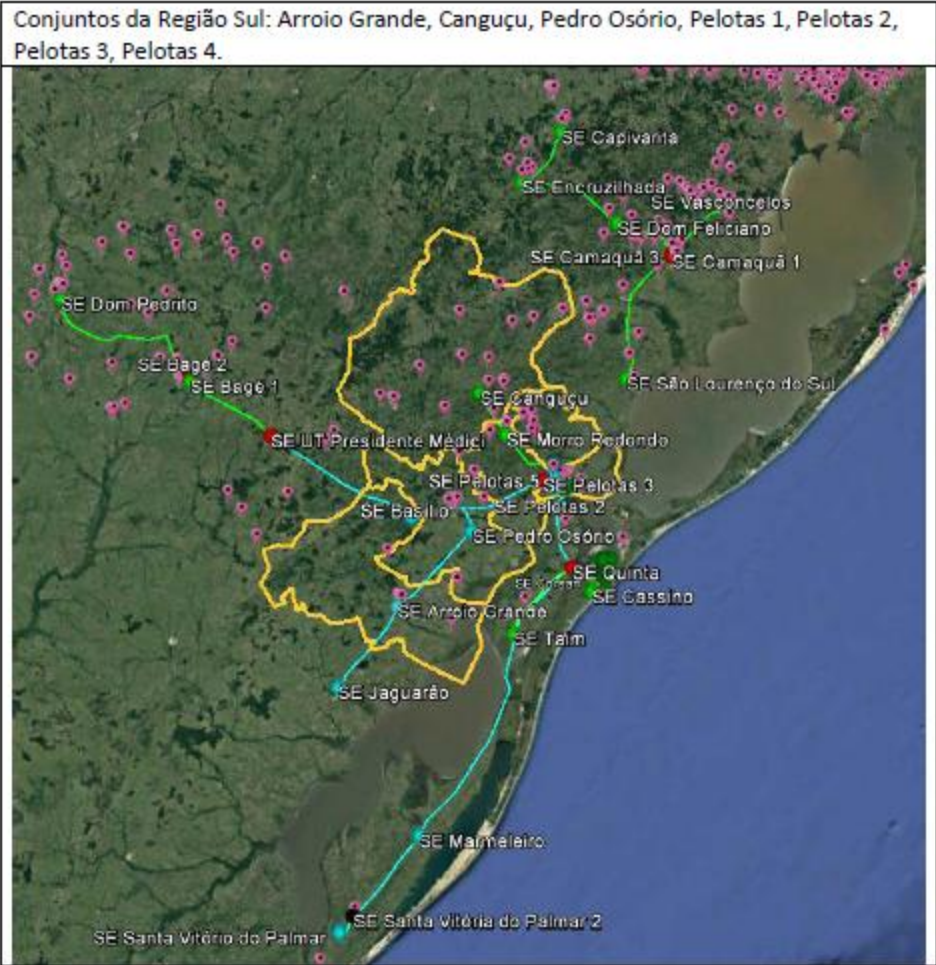 Conjuntos da Região Sul: Arroio Grande, Canguçu, Pedro Osório, Pelotas 1, Pelotas 2,
Pelotas 3, Pelotas 4.
SE Capivarita
SE Encruzilhada
SE Vasconcelos
SE Dom Feliciano
SE Camaquã 3
SE Camaquã 1
SE Dom Pedrito
SE Bagé 2
SE Bagé 1
SE São Lourenço do Sul
SE Canguçu
SE UT Presidente Médici
SE Morro Redondo
SE Pelotas 5
SE Pelotas 3
SE Basílio
SE Pelotas 2
SE Pedro Osório
SE Quinta
SE
SE Cassino
SE Arroio Grande
SE Taim
SE Jaguarão
SE Marmeleiro
SE Santa Vitória do Palmar 2
SE Santa Vitório do Palmar